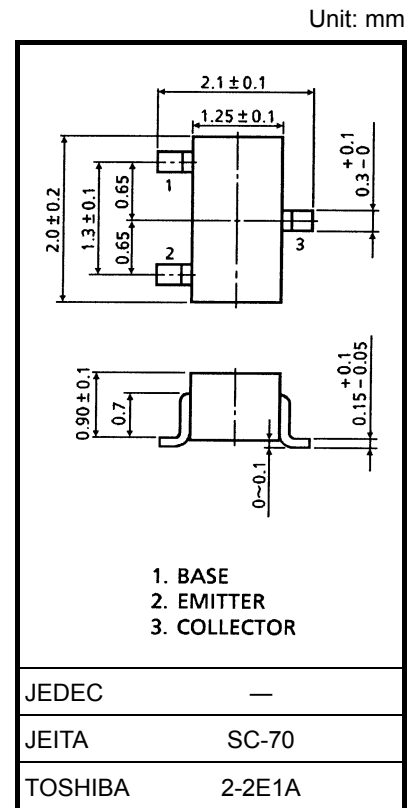 Unit: mm
2.1±0.1
1.25±0.1
+0.1
0.3−0
2.0±0.2
1.3±0.1
0.65
0.65
1
2
3
0.90±0.1
0.7
+0.1
0.15−0.05
0~0.1
1. BASE
2. EMITTER
3. COLLECTOR
JEDEC —
JEITA SC-70
TOSHIBA 2-2E1A